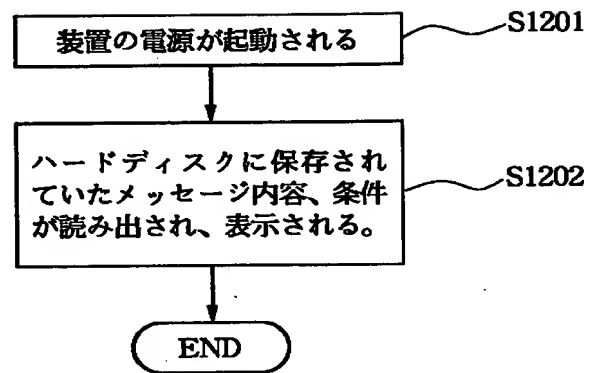 装置の電源が起動される
S1201
ハードディスクに保存され
ていたメッセージ内容、条件
が読み出され、表示される。
S1202
END